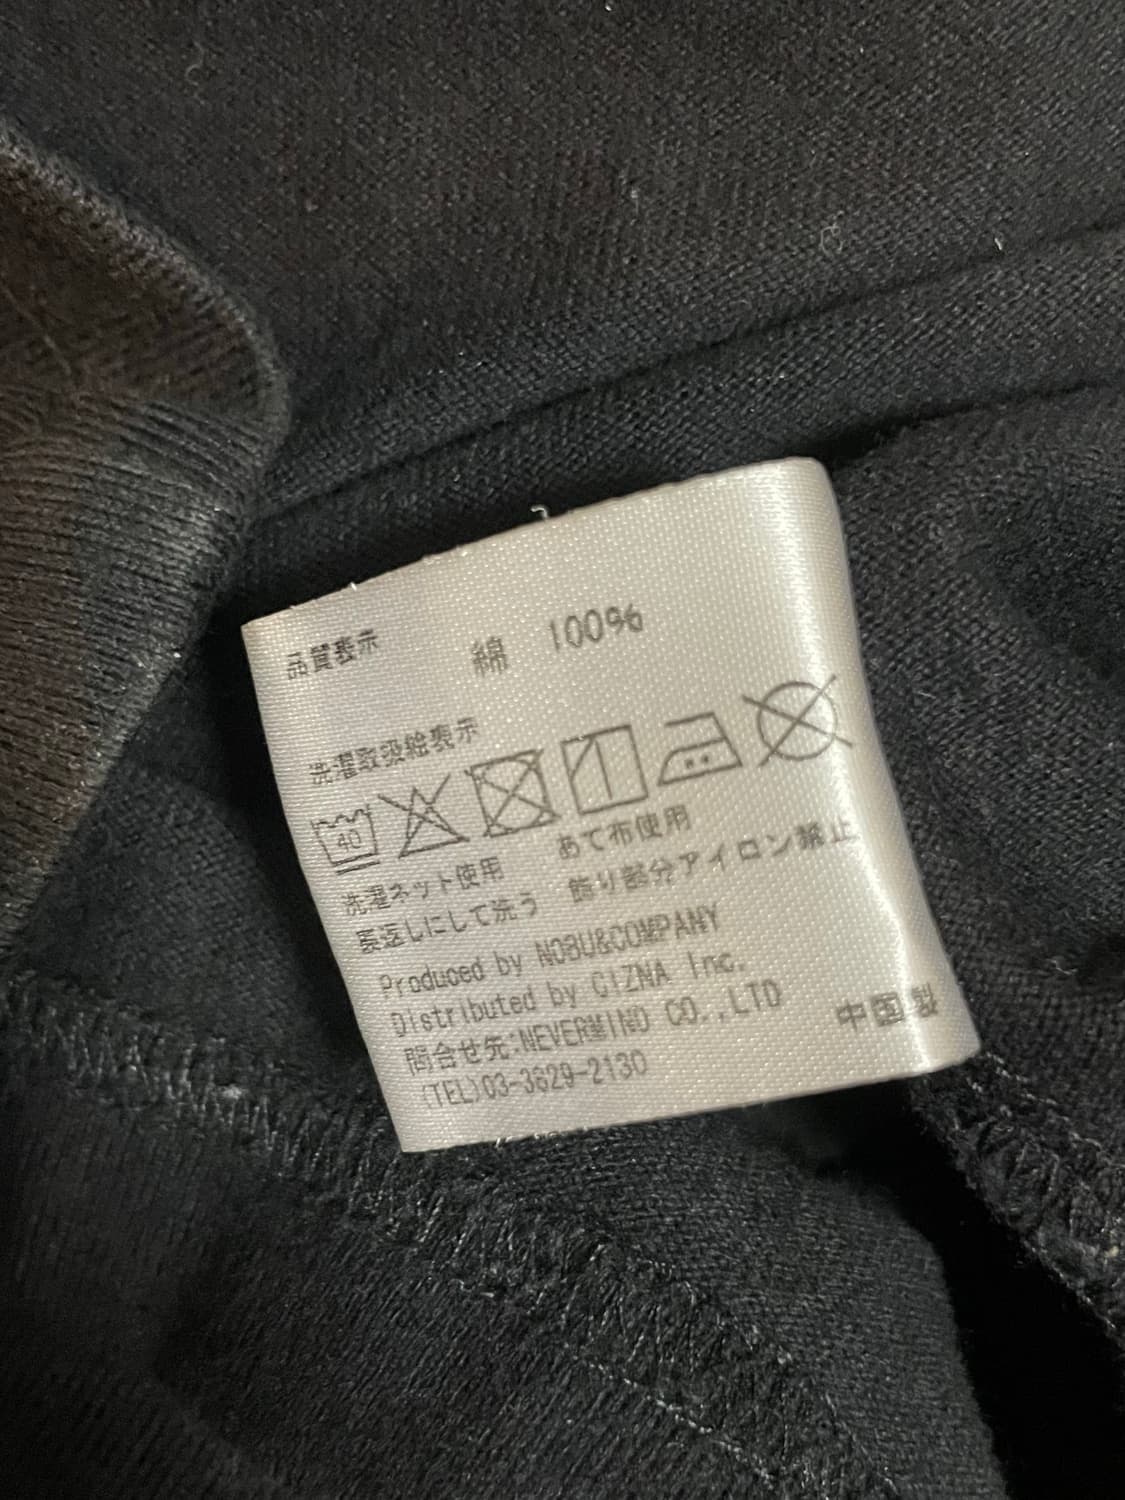 品質表示
綿 100%
洗濯取扱絵表示
40
あて布使用
洗濯ネット使用
飾り部分アイロン禁止
裏返しにして洗う
Produced by NOBU&COMPANY
Distributed by CIZNA Inc.
問合せ先:NEVERMIND CO.,LTD
(TEL)03-3629-2130
中国製